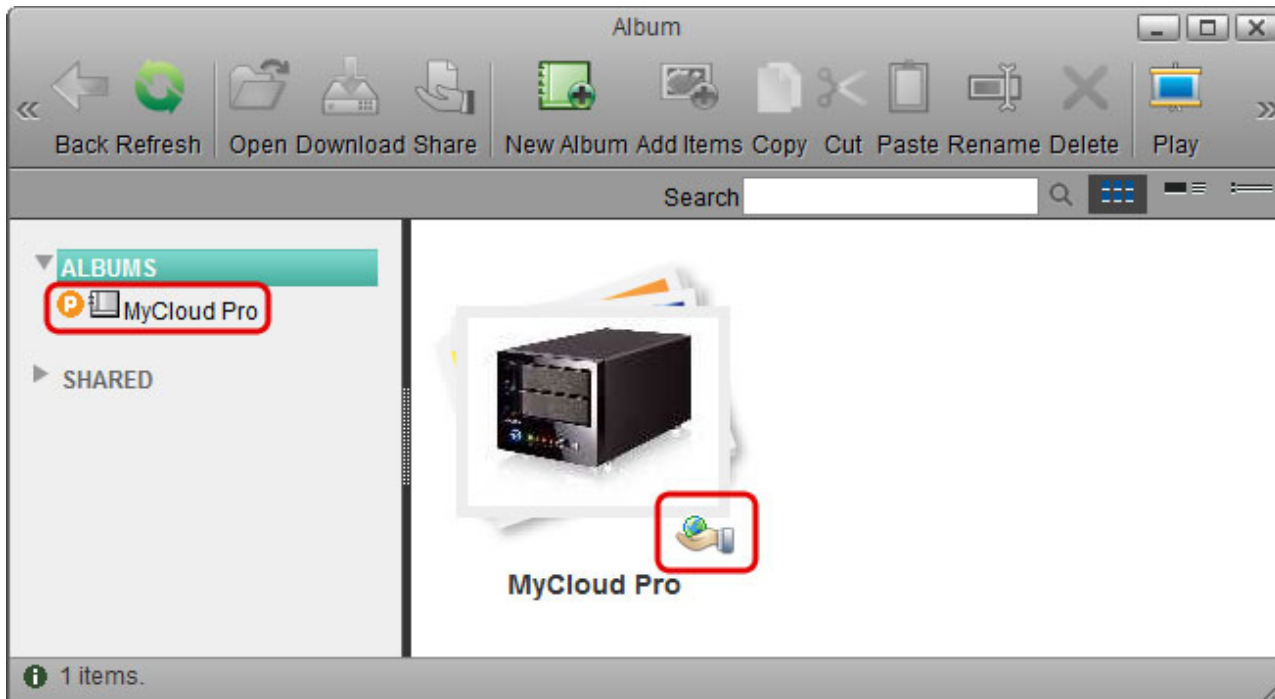 Album
Back Refresh Open Download Share New Album Add Items Copy Cut Paste Rename Delete Play
Search
ALBUMS
P MyCloud Pro
SHARED
MyCloud Pro
1 items.